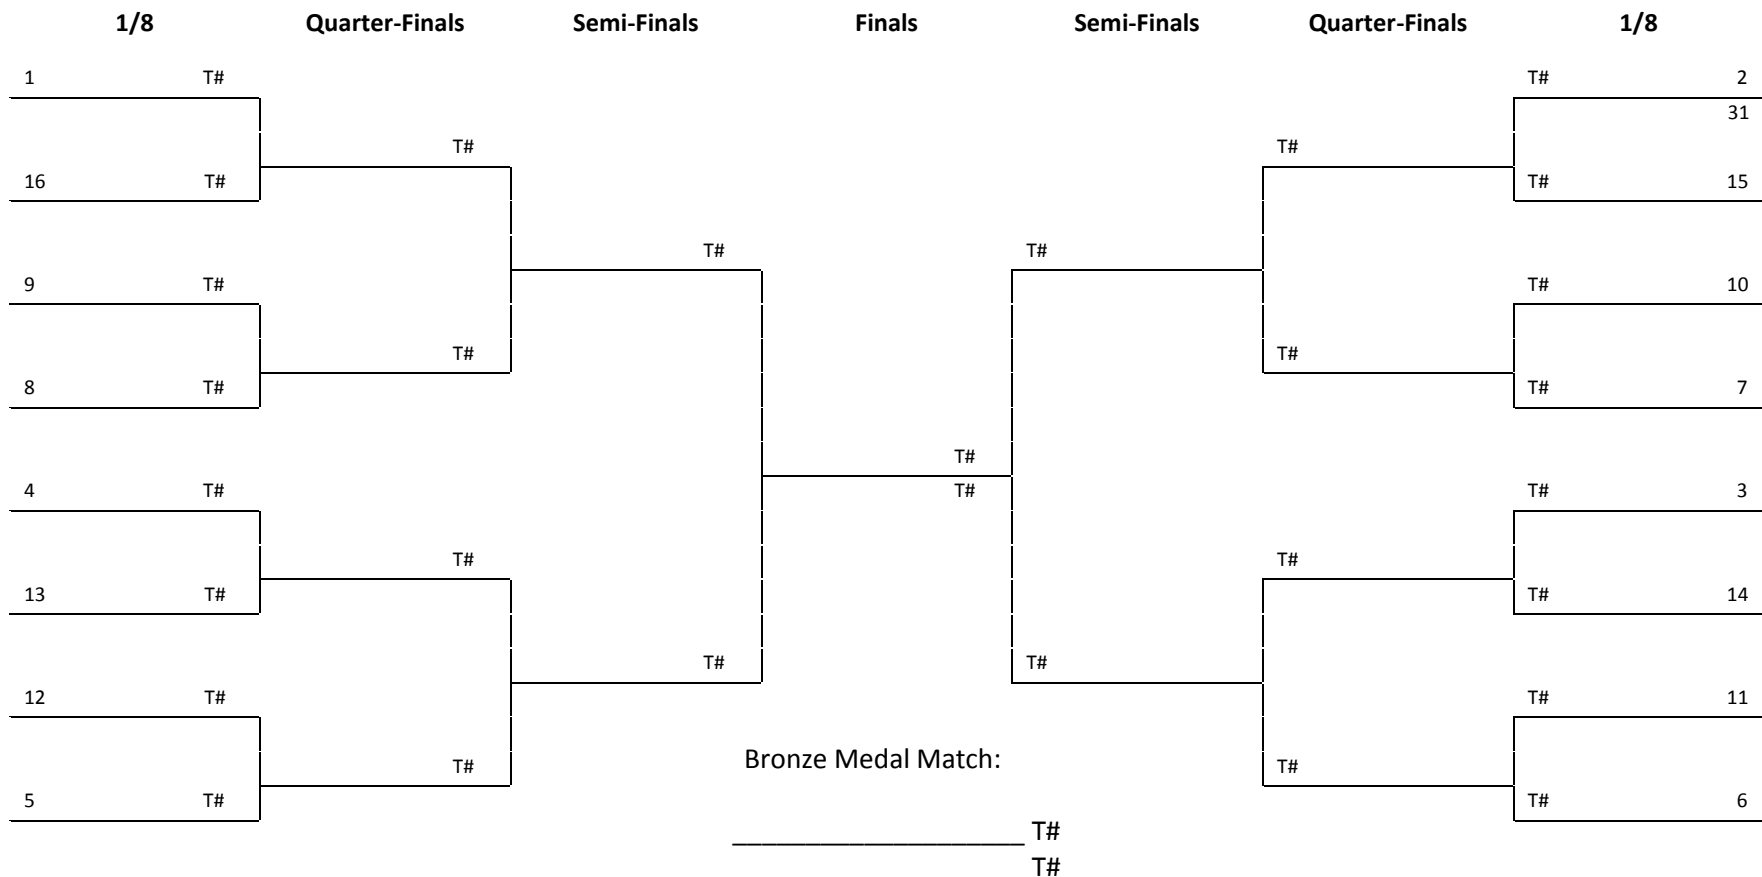 1/8 Quarter-Finals Semi-Finals Finals Semi-Finals Quarter-Finals 1/8
1 T# T# 2
31
T# T#
16 T# T# 15
T# T#
9 T# T# 10
T# T#
8 T# T# 7
T#
4 T# T# T# 3
T# T#
13 T# T# 14
T# T#
12 T# T# 11
Bronze Medal Match:
T# T#
5 T# T# 6
____________________ T#
T#